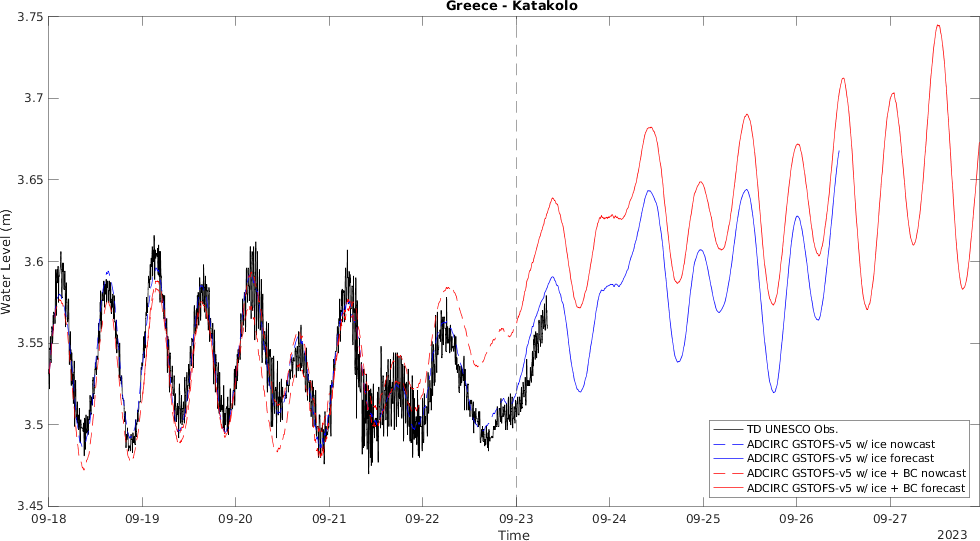 Greece - Katakolo
3.75
3.7
3.65
3.6
3.55
3.5
3.45
Water Level (m)
09-18 09-19 09-20 09-21 09-22 09-23 09-24 09-25 09-26 09-27
Time
2023
TD UNESCO Obs.
ADCIRC GSTOFS-v5 w/ ice nowcast
ADCIRC GSTOFS-v5 w/ ice forecast
ADCIRC GSTOFS-v5 w/ ice + BC nowcast
ADCIRC GSTOFS-v5 w/ ice + BC forecast